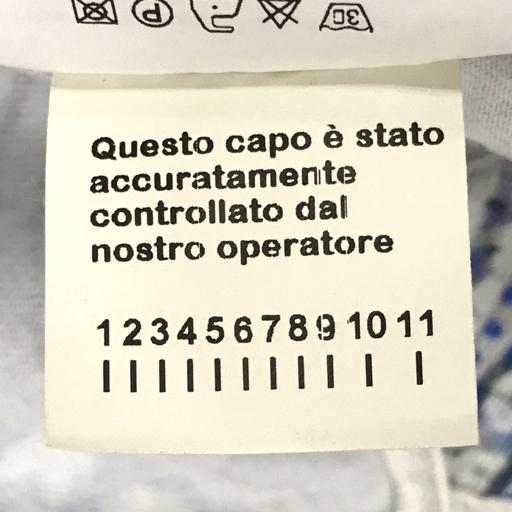 Questo capo è stato
accuratamente
controllato dal
nostro operatore
1 2 3 4 5 6 7 8 9 10 11
| | | | | | | | | | |